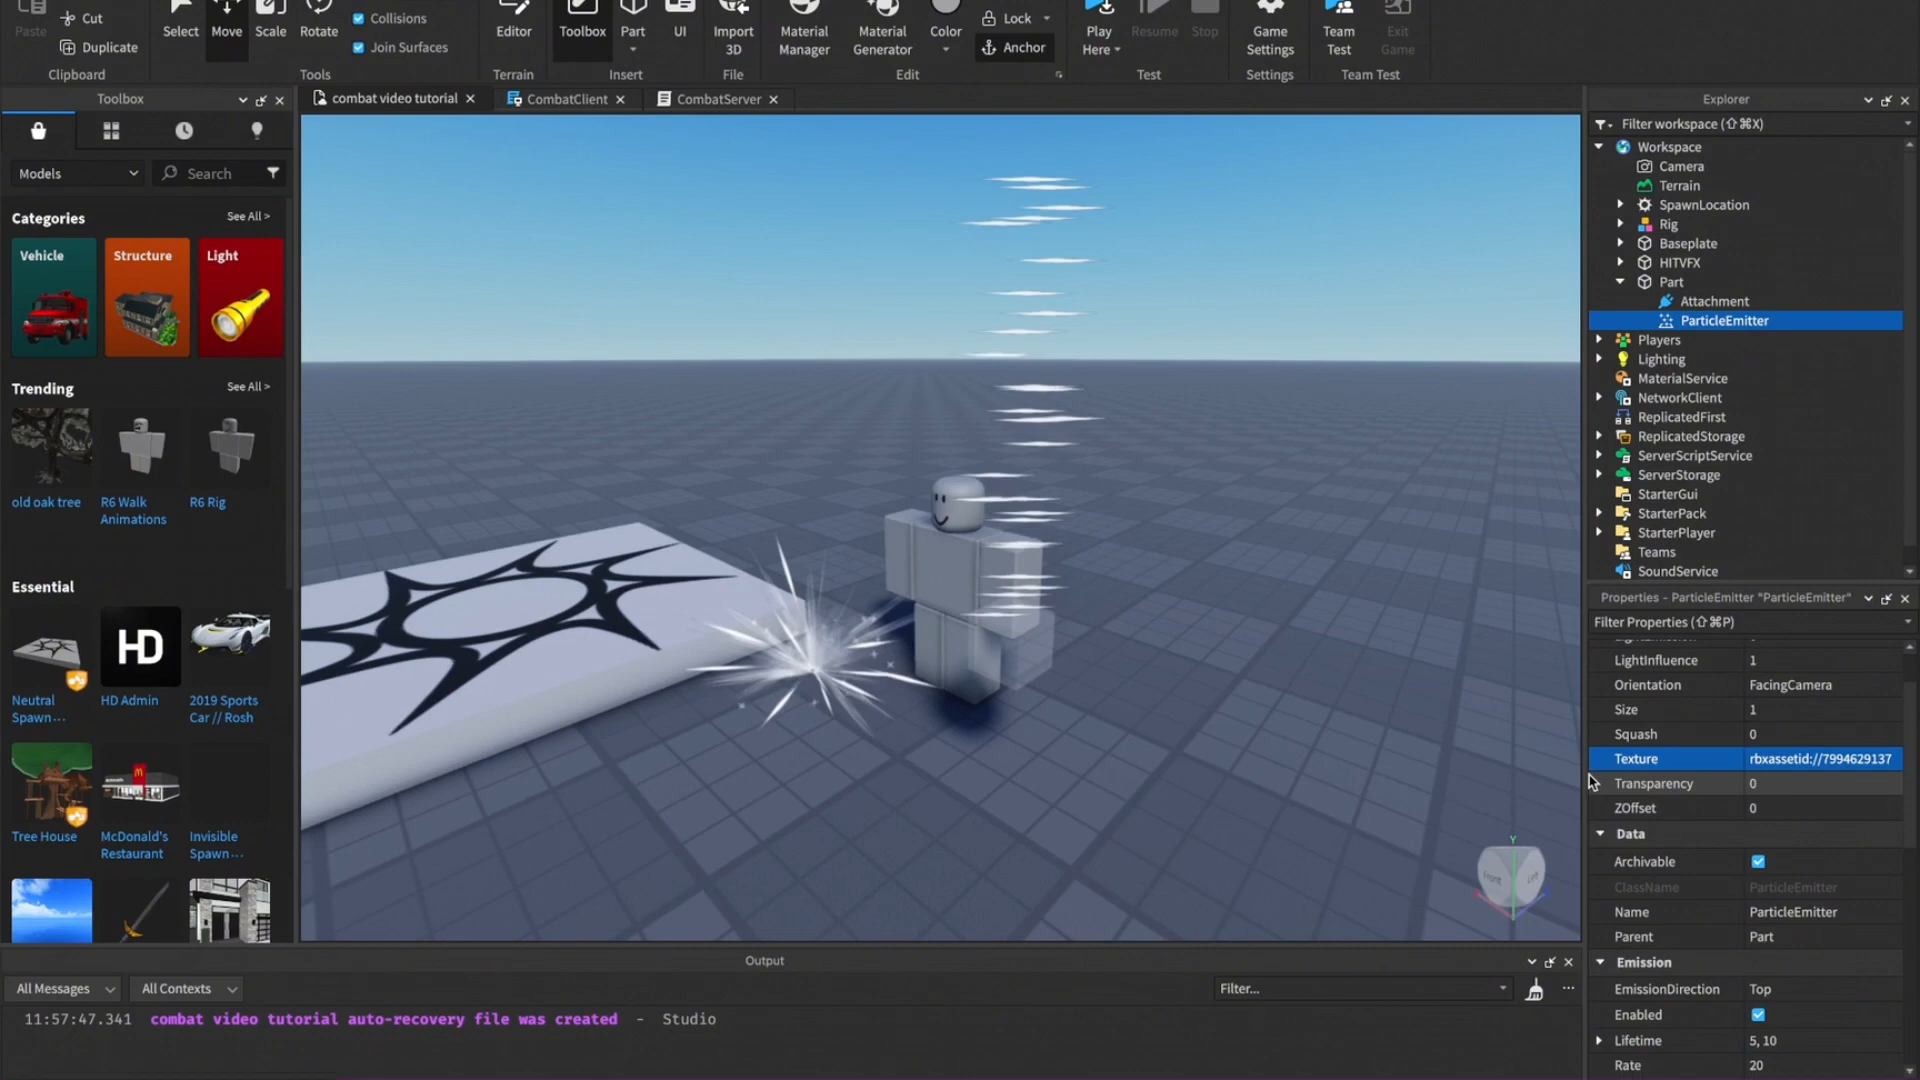 Paste
Cut
Duplicate
Clipboard
Select
Move
Scale
Rotate
Collisions
Join Surfaces
Tools
Editor
Terrain
Toolbox
Part
UI
Insert
Import
3D
File
Material
Manager
Material
Generator
Color
Lock
Anchor
Edit
Play
Here
Resume
Stop
Test
Game
Settings
Settings
Team
Test
Exit
Game
Team Test
Toolbox
combat video tutorial
CombatClient
CombatServer
Models
Search
Categories
See All >
Vehicle
Structure
Light
Trending
See All >
old oak tree
R6 Walk
Animations
R6 Rig
Essential
HD
Neutral
Spawn...
HD Admin
2019 Sports
Car // Rosh
Tree House
McDonald's
Restaurant
Invisible
Spawn...
Front
Left
Y
Explorer
Filter workspace (⇧⌘X)
Workspace
Camera
Terrain
SpawnLocation
Rig
Baseplate
HITVFX
Part
Attachment
ParticleEmitter
Players
Lighting
MaterialService
NetworkClient
ReplicatedFirst
ReplicatedStorage
ServerScriptService
ServerStorage
StarterGui
StarterPack
StarterPlayer
Teams
SoundService
Properties - ParticleEmitter "ParticleEmitter"
Filter Properties (⇧⌘P)
LightInfluence 1
Orientation FacingCamera
Size 1
Squash 0
Texture rbxassetid://7994629137
Transparency 0
ZOffset 0
Data
Archivable
ClassName ParticleEmitter
Name ParticleEmitter
Parent Part
Emission
EmissionDirection Top
Enabled
Lifetime 5, 10
Rate 20
Output
All Messages
All Contexts
Filter...
11:57:47.341 combat video tutorial auto-recovery file was created - Studio